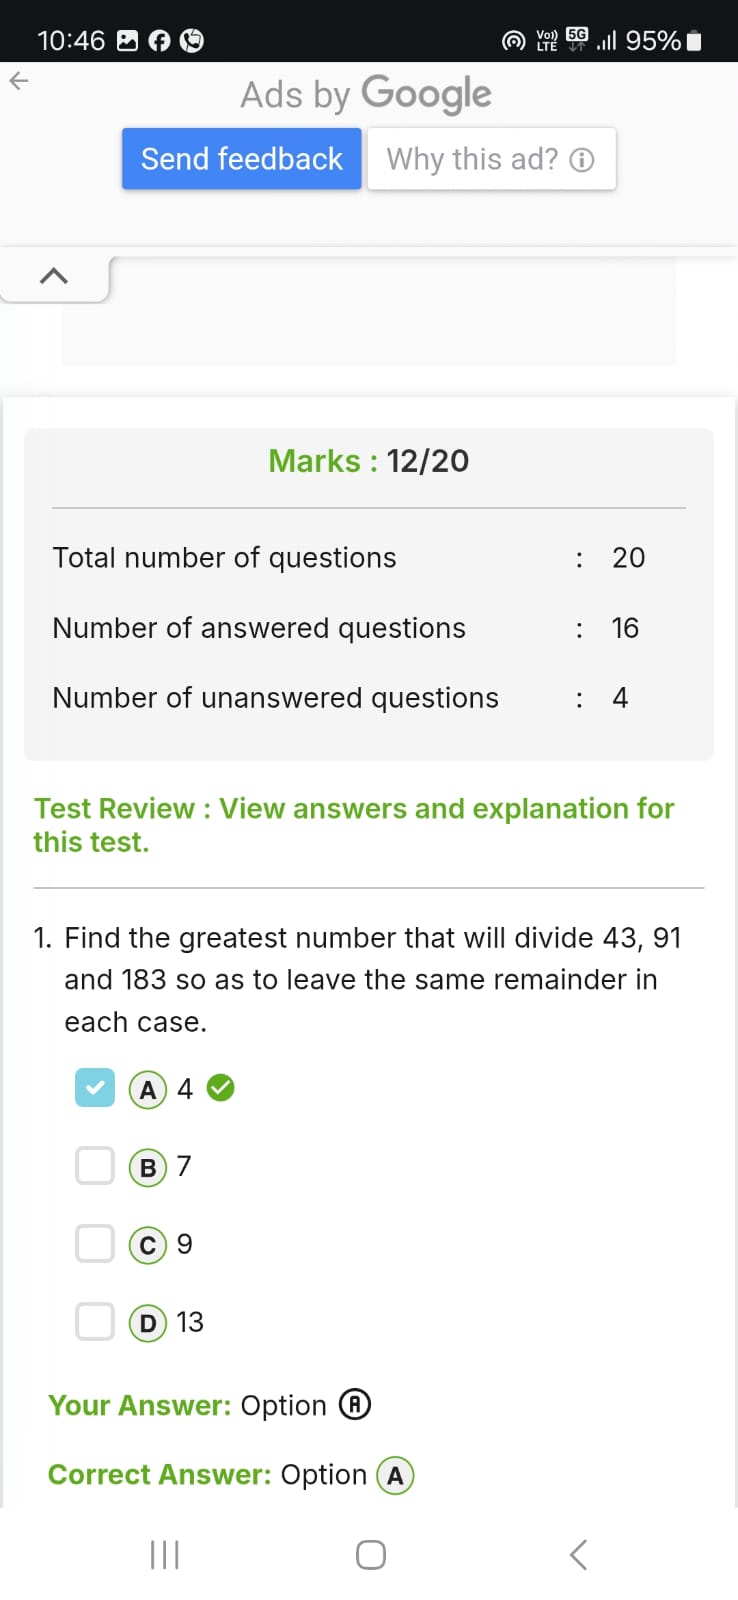 10:46 Vo)) LTE 5G 95%
Ads by Google
Send feedback Why this ad?
Marks : 12/20
Total number of questions : 20
Number of answered questions : 16
Number of unanswered questions : 4
Test Review : View answers and explanation for
this test.
1. Find the greatest number that will divide 43, 91
and 183 so as to leave the same remainder in
each case.
A 4
B 7
C 9
D 13
Your Answer: Option A
Correct Answer: Option A